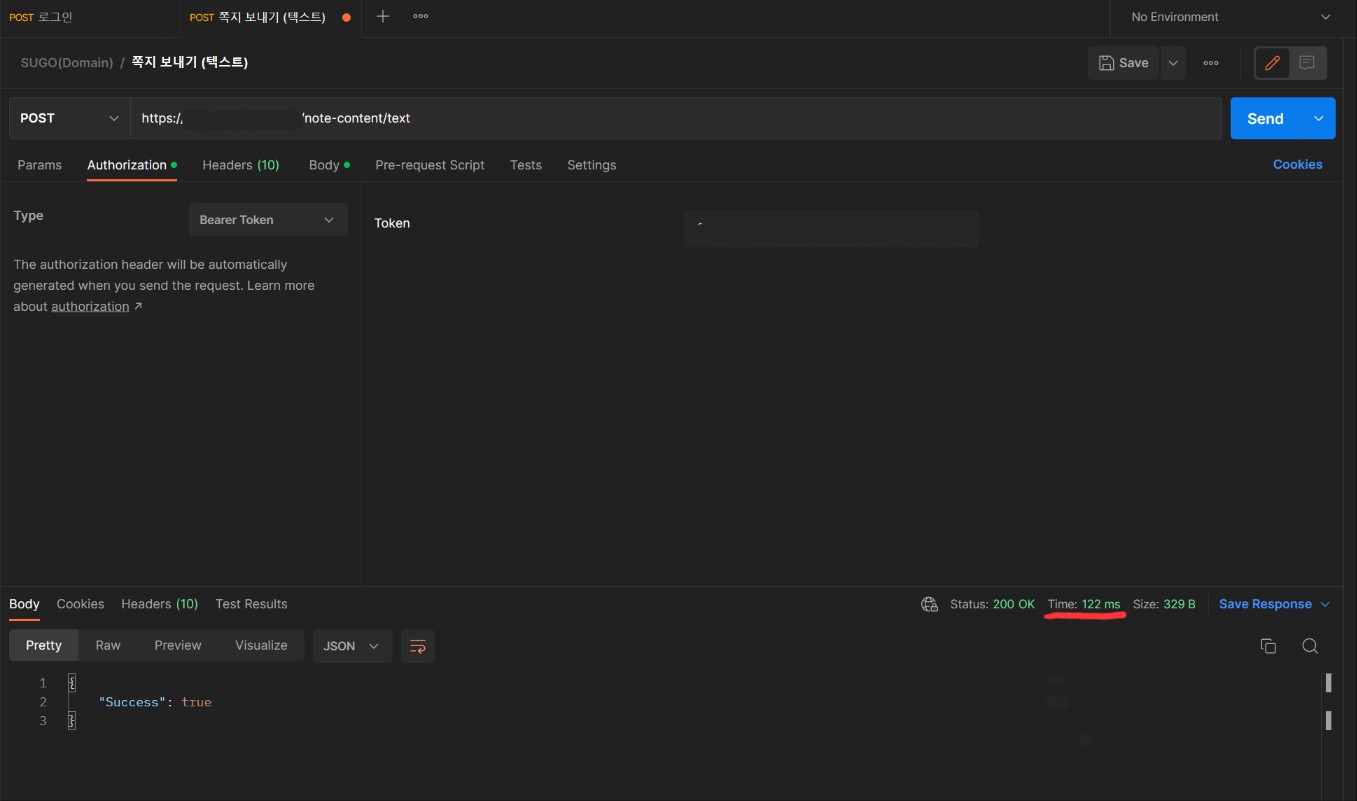 POST 로그인
POST 쪽지 보내기 (텍스트)
No Environment
SUGO(Domain) / 쪽지 보내기 (텍스트)
Save
POST
https:/
/note-content/text
Send
Params Authorization Headers (10) Body Pre-request Script Tests Settings Cookies
Type
Bearer Token
Token
The authorization header will be automatically
generated when you send the request. Learn more
about authorization ↗
Body Cookies Headers (10) Test Results
Status: 200 OK Time: 122 ms Size: 329 B Save Response
Pretty Raw Preview Visualize JSON
1 {
2 "Success": true
3 }